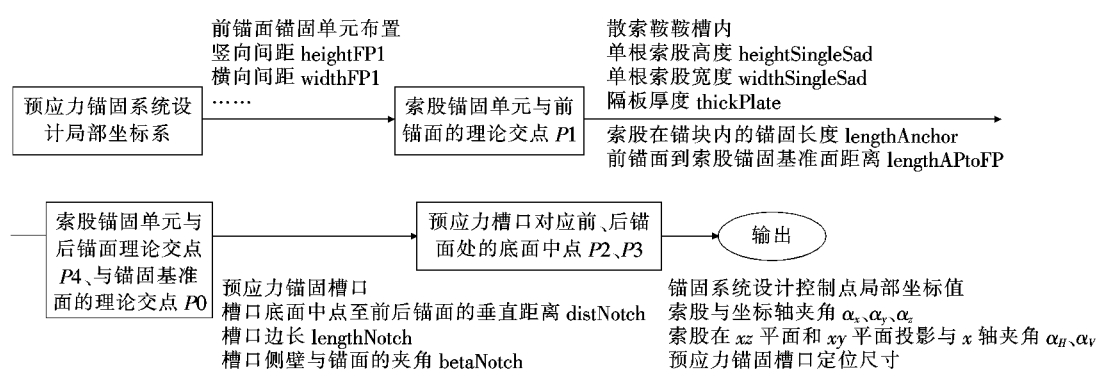 预应力锚固系统设
计局部坐标系
前锚面锚固单元布置
竖向间距 heightFP1
横向间距 widthFP1
……
索股锚固单元与前
锚面的理论交点 P1
散索鞍鞍槽内
单根索股高度 heightSingleSad
单根索股宽度 widthSingleSad
隔板厚度 thickPlate
索股在锚块内的锚固长度 lengthAnchor
前锚面到索股锚固基准面距离 lengthAPtoFP
索股锚固单元与
后锚面理论交点
P4、与锚固基准
面的理论交点 P0
预应力锚固槽口
槽口底面中点至前后锚面的垂直距离 distNotch
槽口边长 lengthNotch
槽口侧壁与锚面的夹角 betaNotch
预应力槽口对应前、后锚
面处的底面中点 P2、P3
输出
锚固系统设计控制点局部坐标值
索股与坐标轴夹角 αx、αy、αz
索股在 xz 平面和 xy 平面投影与 x 轴夹角 αH、αV
预应力锚固槽口定位尺寸